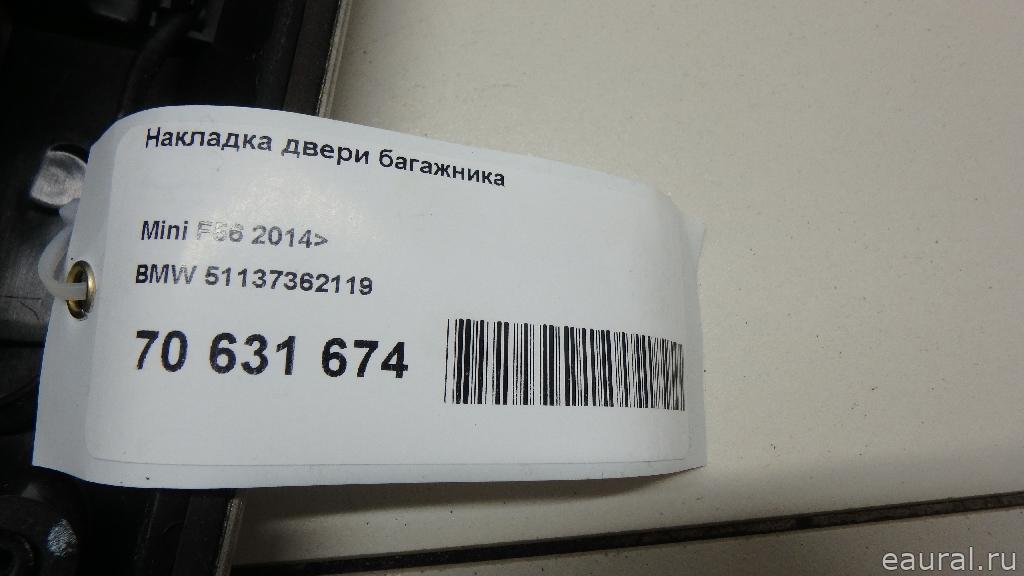 Накладка двери багажника
Mini F56 2014>
BMW 51137362119
70 631 674
eaural.ru